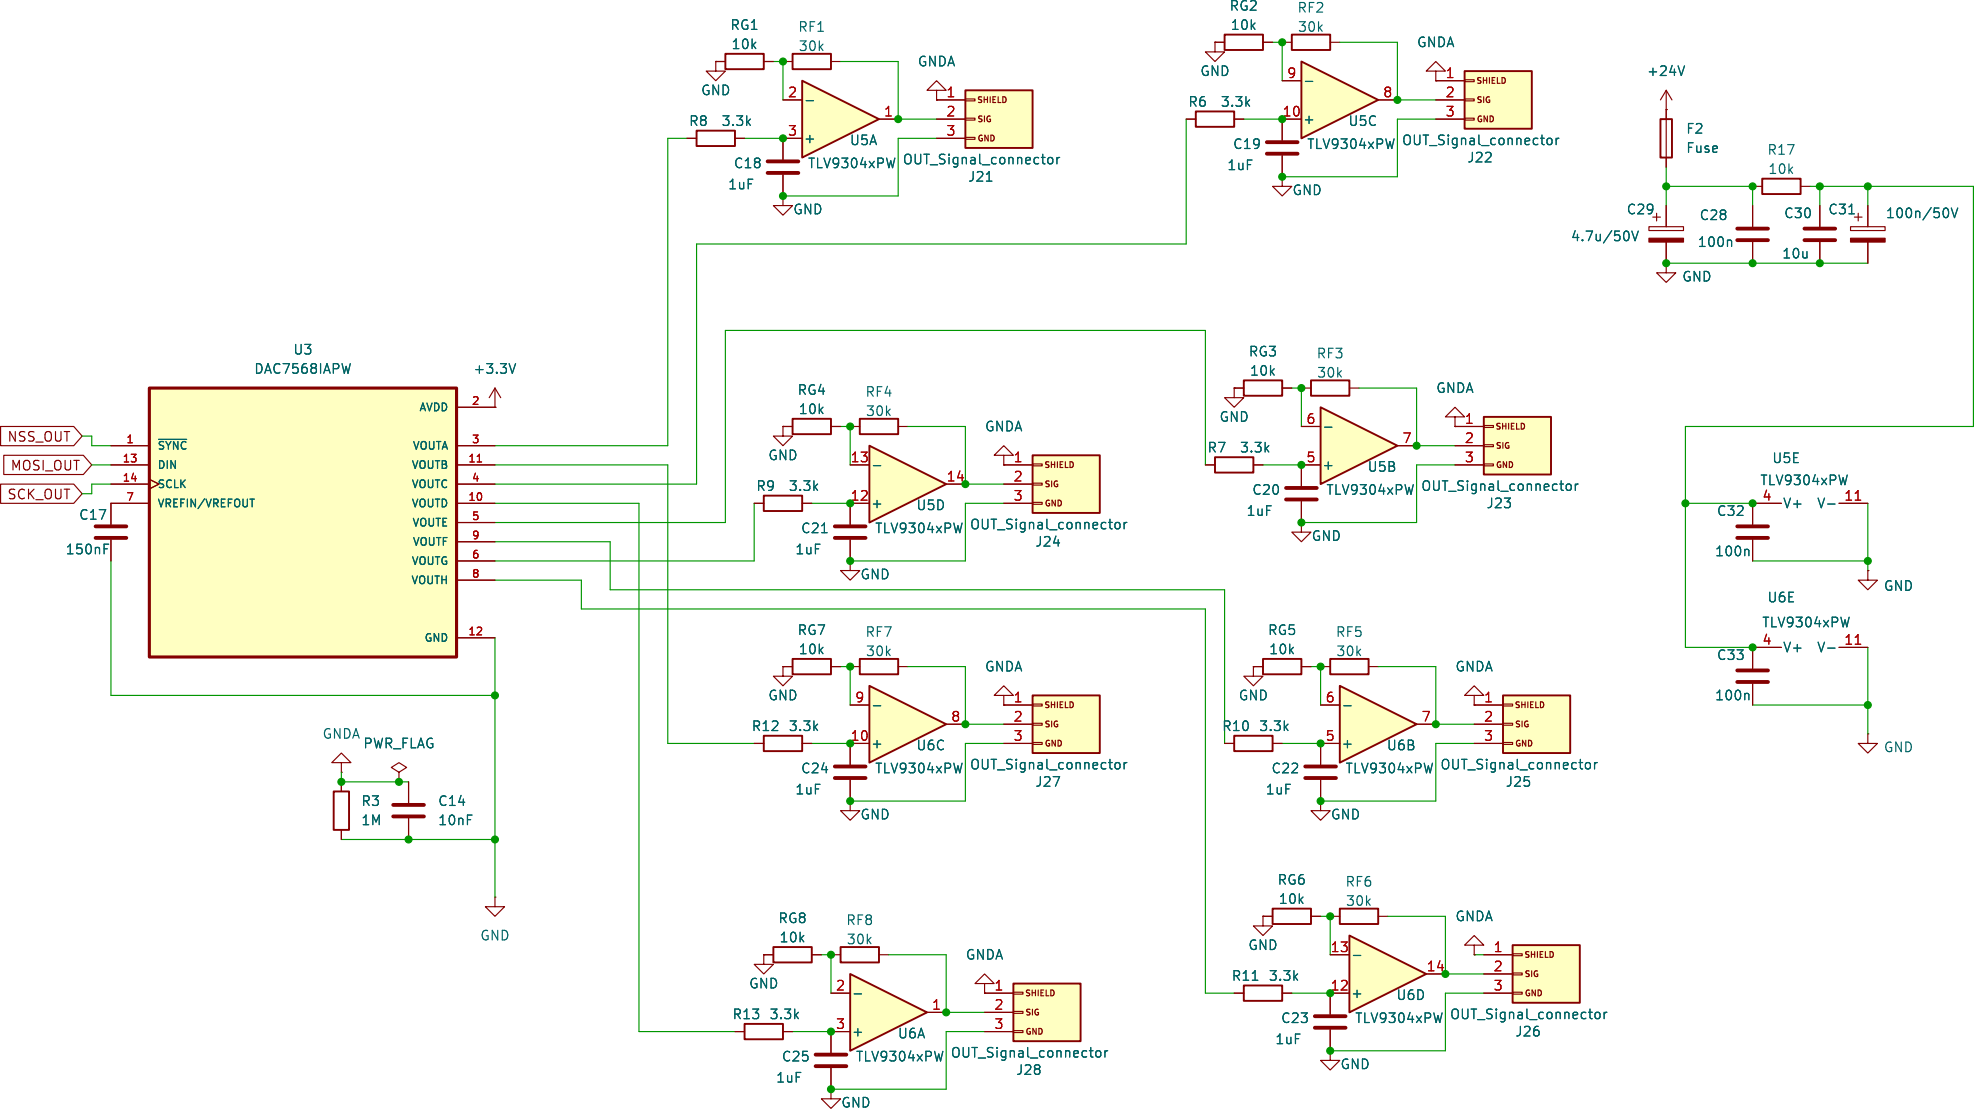 U3
DAC7568IAPW
+3.3V
NSS_OUT
MOSI_OUT
SCK_OUT
1 SYNC
13 DIN
14 SCLK
7 VREFIN/VREFOUT
AVDD 2
VOUTA 3
VOUTB 11
VOUTC 4
VOUTD 10
VOUTE 5
VOUTF 9
VOUTG 6
VOUTH 8
GND 12
C17
150nF
GNDA
PWR_FLAG
R3
1M
C14
10nF
GND
RG1
10k
RF1
30k
GND
R8 3.3k
2
3
1
U5A
TLV9304xPW
C18
1uF
GND
GNDA
1 SHIELD
2 SIG
3 GND
OUT_Signal_connector
J21
RG2
10k
RF2
30k
GND
R6 3.3k
9
10
8
U5C
TLV9304xPW
C19
1uF
GND
GNDA
1 SHIELD
2 SIG
3 GND
OUT_Signal_connector
J22
RG4
10k
RF4
30k
GND
R9 3.3k
13
12
14
U5D
TLV9304xPW
C21
1uF
GND
GNDA
1 SHIELD
2 SIG
3 GND
OUT_Signal_connector
J24
RG3
10k
RF3
30k
GND
R7 3.3k
6
5
7
U5B
TLV9304xPW
C20
1uF
GND
GNDA
1 SHIELD
2 SIG
3 GND
OUT_Signal_connector
J23
RG7
10k
RF7
30k
GND
R12 3.3k
9
10
8
U6C
TLV9304xPW
C24
1uF
GND
GNDA
1 SHIELD
2 SIG
3 GND
OUT_Signal_connector
J27
RG5
10k
RF5
30k
GND
R10 3.3k
6
5
7
U6B
TLV9304xPW
C22
1uF
GND
GNDA
1 SHIELD
2 SIG
3 GND
OUT_Signal_connector
J25
RG8
10k
RF8
30k
GND
R13 3.3k
2
3
1
U6A
TLV9304xPW
C25
1uF
GND
GNDA
1 SHIELD
2 SIG
3 GND
OUT_Signal_connector
J28
RG6
10k
RF6
30k
GND
R11 3.3k
13
12
14
U6D
TLV9304xPW
C23
1uF
GND
GNDA
1 SHIELD
2 SIG
3 GND
OUT_Signal_connector
J26
+24V
F2
Fuse
R17
10k
C29
4.7u/50V
C28
100n
C30
10u
C31
100n/50V
GND
U5E
TLV9304xPW
4 V+ V- 11
C32
100n
GND
U6E
TLV9304xPW
4 V+ V- 11
C33
100n
GND